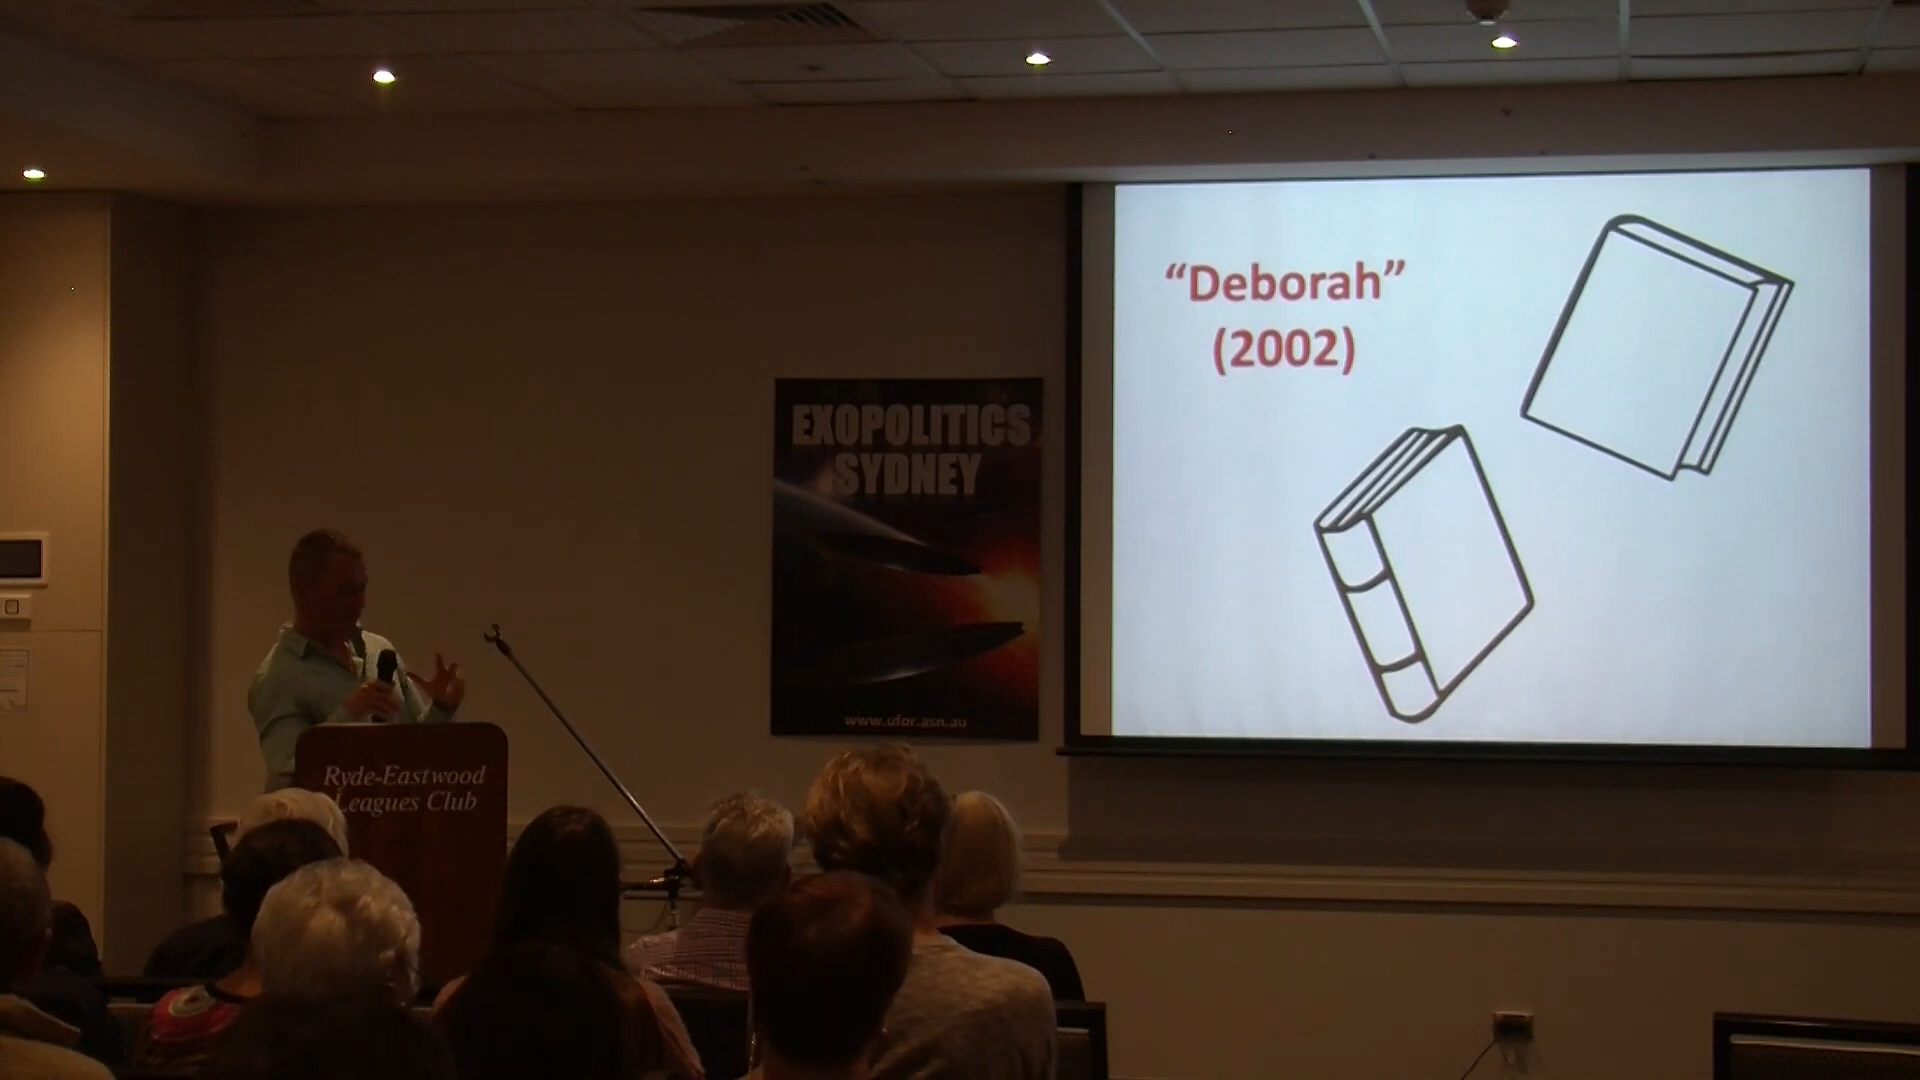 “Deborah”
(2002)
EXOPOLITICS
SYDNEY
www.ufor.asn.au
Ryde-Eastwood
Leagues Club